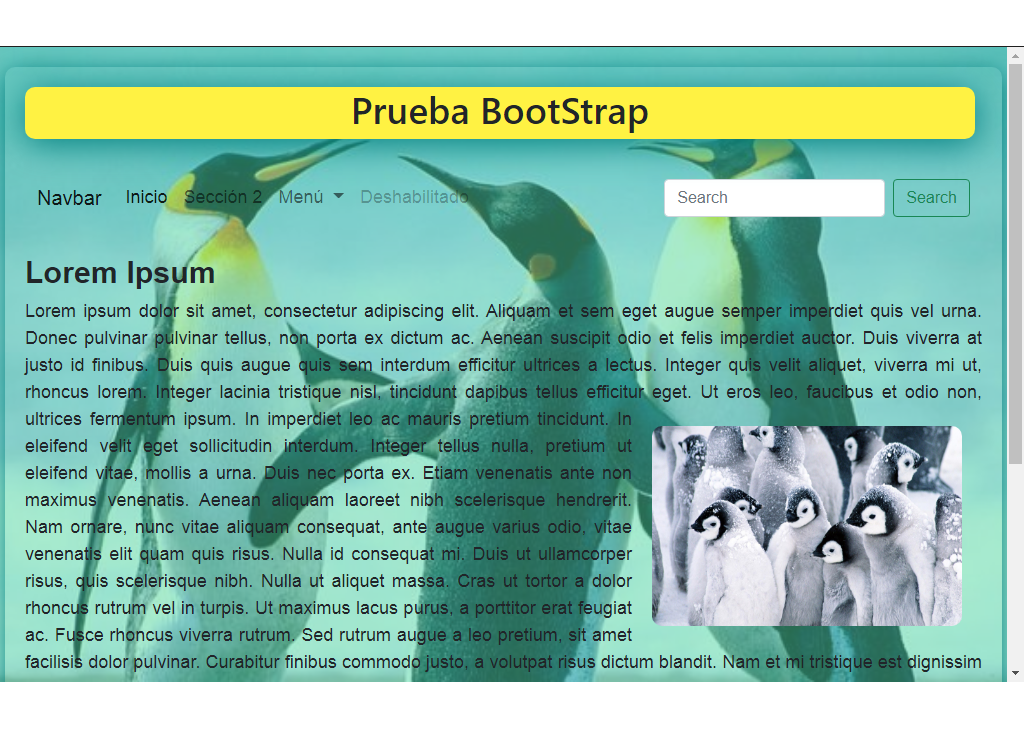 Prueba BootStrap
Navbar Inicio Sección 2 Menú Deshabilitado Search Search
Lorem Ipsum
Lorem ipsum dolor sit amet, consectetur adipiscing elit. Aliquam et sem eget augue semper imperdiet quis vel urna.
Donec pulvinar pulvinar tellus, non porta ex dictum ac. Aenean suscipit odio et felis imperdiet auctor. Duis viverra at
justo id finibus. Duis quis augue quis sem interdum efficitur ultrices a lectus. Integer quis velit aliquet, viverra mi ut,
rhoncus lorem. Integer lacinia tristique nisl, tincidunt dapibus tellus efficitur eget. Ut eros leo, faucibus et odio non,
ultrices fermentum ipsum. In imperdiet leo ac mauris pretium tincidunt. In
eleifend velit eget sollicitudin interdum. Integer tellus nulla, pretium ut
eleifend vitae, mollis a urna. Duis nec porta ex. Etiam venenatis ante non
maximus venenatis. Aenean aliquam laoreet nibh scelerisque hendrerit.
Nam ornare, nunc vitae aliquam consequat, ante augue varius odio, vitae
venenatis elit quam quis risus. Nulla id consequat mi. Duis ut ullamcorper
risus, quis scelerisque nibh. Nulla ut aliquet massa. Cras ut tortor a dolor
rhoncus rutrum vel in turpis. Ut maximus lacus purus, a porttitor erat feugiat
ac. Fusce rhoncus viverra rutrum. Sed rutrum augue a leo pretium, sit amet
facilisis dolor pulvinar. Curabitur finibus commodo justo, a volutpat risus dictum blandit. Nam et mi tristique est dignissim